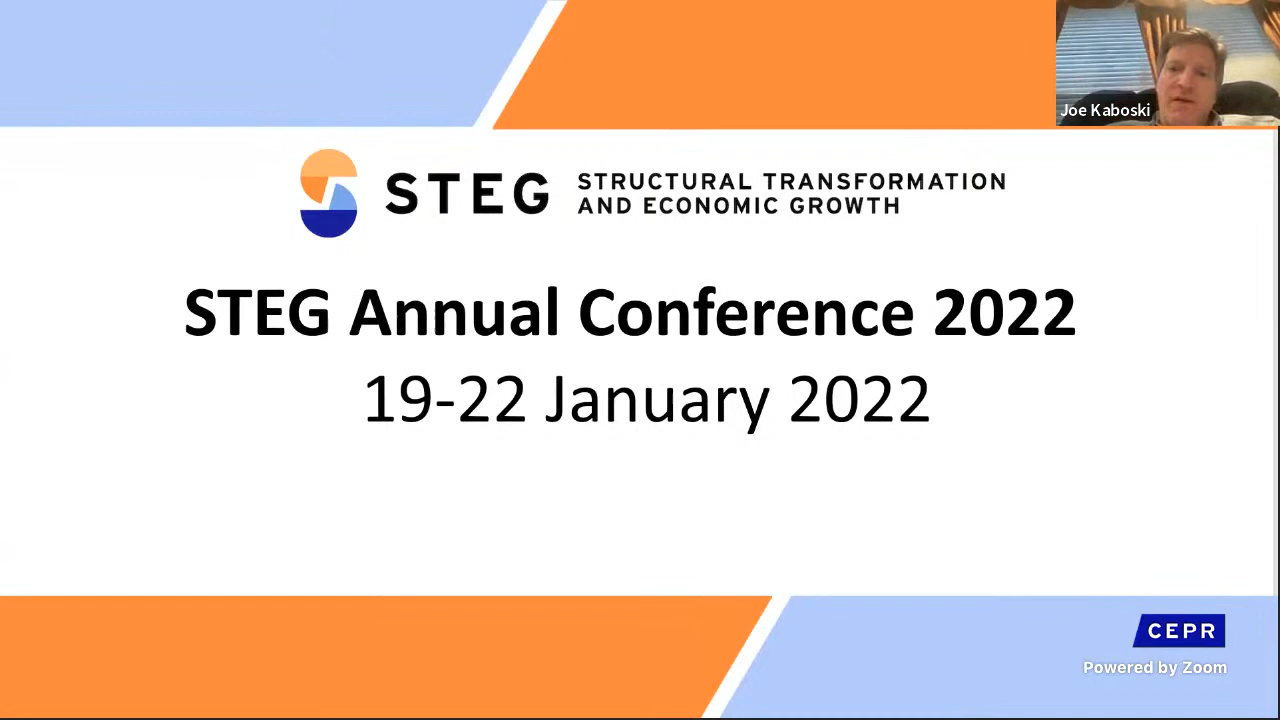 Joe Kaboski
STEG
STRUCTURAL TRANSFORMATION
AND ECONOMIC GROWTH
STEG Annual Conference 2022
19-22 January 2022
CEPR
Powered by Zoom